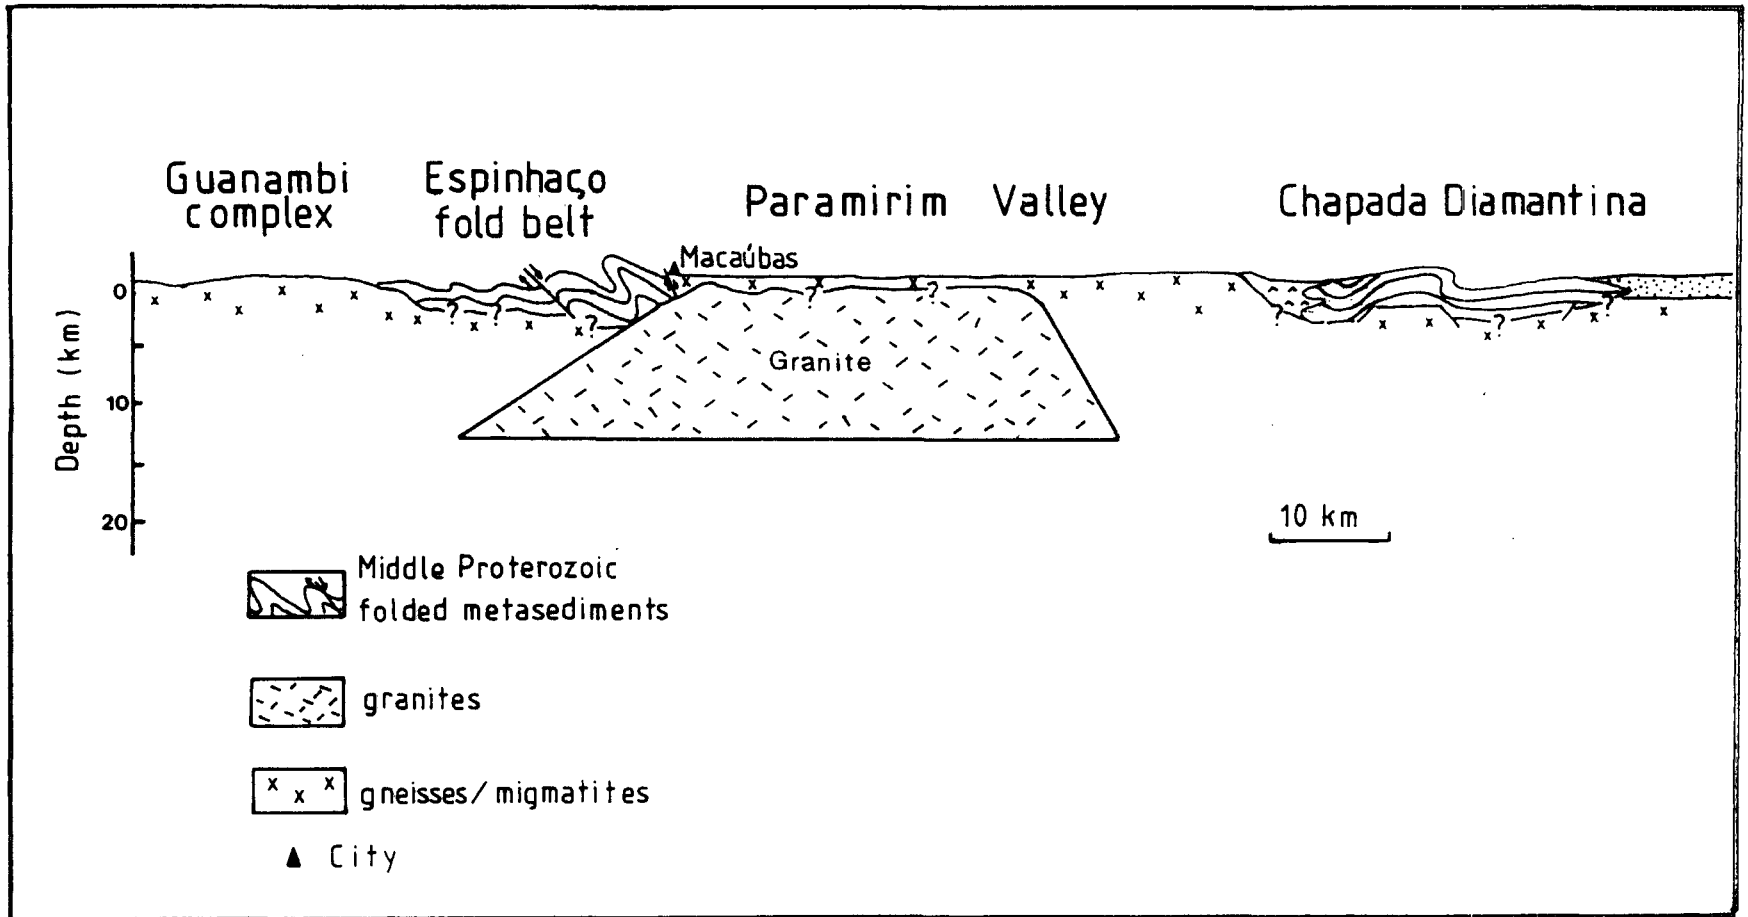 Guanambi
complex
Espinhaço
fold belt
Paramirim Valley
Chapada Diamantina
Macaúbas
0
10
20
Depth (km)
? ? ? ? ? ? ? ?
Granite
10 km
Middle Proterozoic
folded metasediments
granites
gneisses/migmatites
City